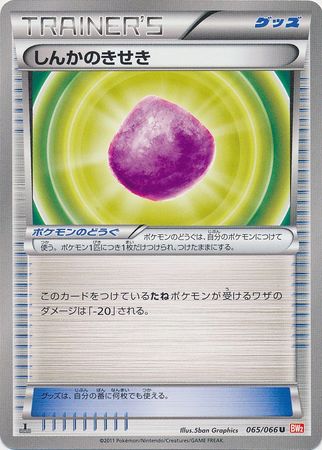 TRAINER'S グッズ
しんかのきせき
ポケモンのどうぐ ポケモンのどうぐは、自分のポケモンにつけて
使う。ポケモン1匹につき1枚だけつけられ、つけたままにする。
このカードをつけているたねポケモンが受けるワザの
ダメージは「-20」される。
グッズは、自分の番に何枚でも使える。
1 Illus.5ban Graphics BW2 065/066 U
©2011 Pokémon/Nintendo/Creatures/GAME FREAK.